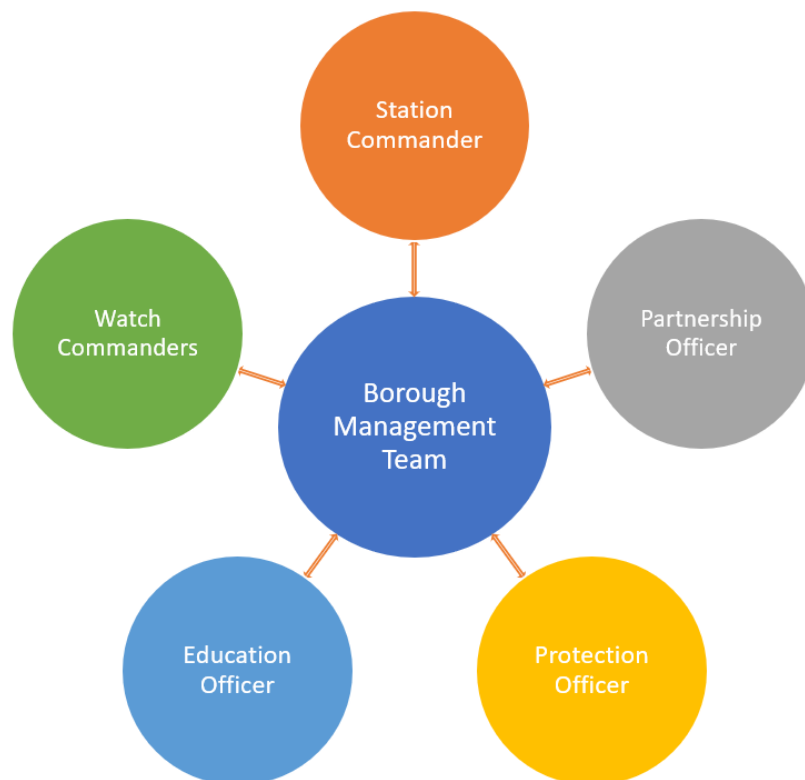 Station
Commander
Watch
Commanders
Partnership
Officer
Borough
Management
Team
Education
Officer
Protection
Officer